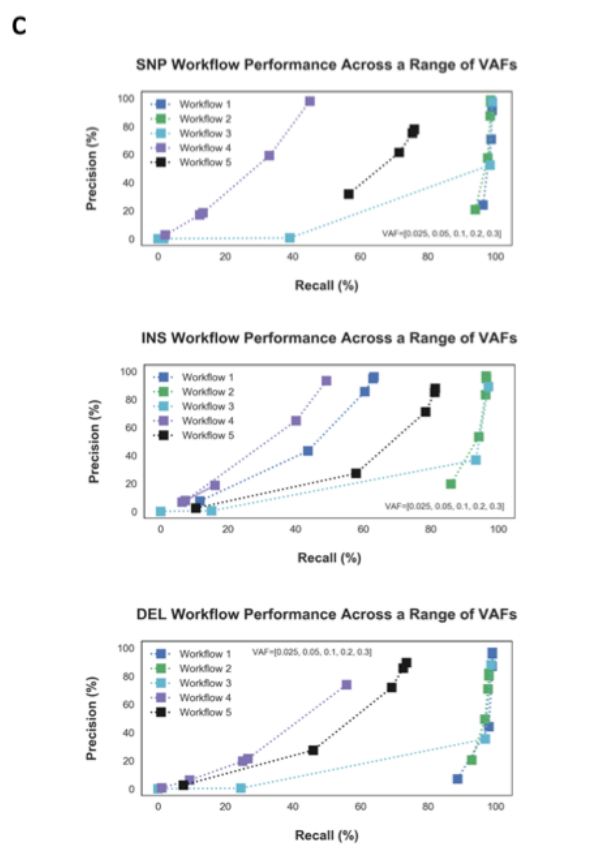 C
SNP Workflow Performance Across a Range of VAFs
Precision (%)
100
80
60
40
20
0
Workflow 1
Workflow 2
Workflow 3
Workflow 4
Workflow 5
VAF=[0.025, 0.05, 0.1, 0.2, 0.3]
0 20 40 60 80 100
Recall (%)
INS Workflow Performance Across a Range of VAFs
Precision (%)
100
80
60
40
20
0
Workflow 1
Workflow 2
Workflow 3
Workflow 4
Workflow 5
VAF=[0.025, 0.05, 0.1, 0.2, 0.3]
0 20 40 60 80 100
Recall (%)
DEL Workflow Performance Across a Range of VAFs
Precision (%)
100
80
60
40
20
0
Workflow 1
Workflow 2
Workflow 3
Workflow 4
Workflow 5
VAF=[0.025, 0.05, 0.1, 0.2, 0.3]
0 20 40 60 80 100
Recall (%)